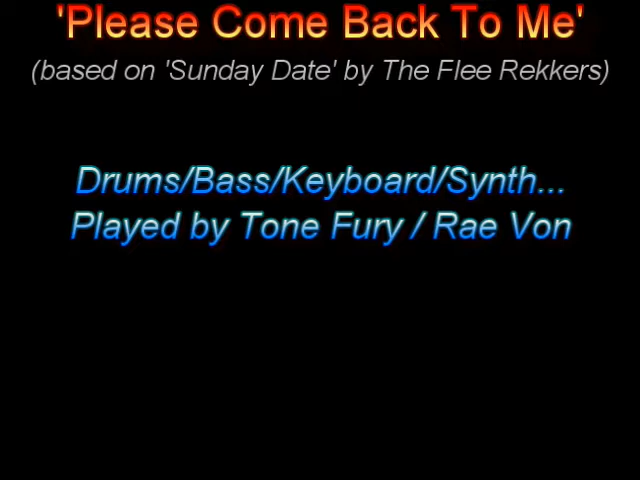 'Please Come Back To Me'
(based on 'Sunday Date' by The Flee Rekkers)
Drums/Bass/Keyboard/Synth...
Played by Tone Fury / Rae Von